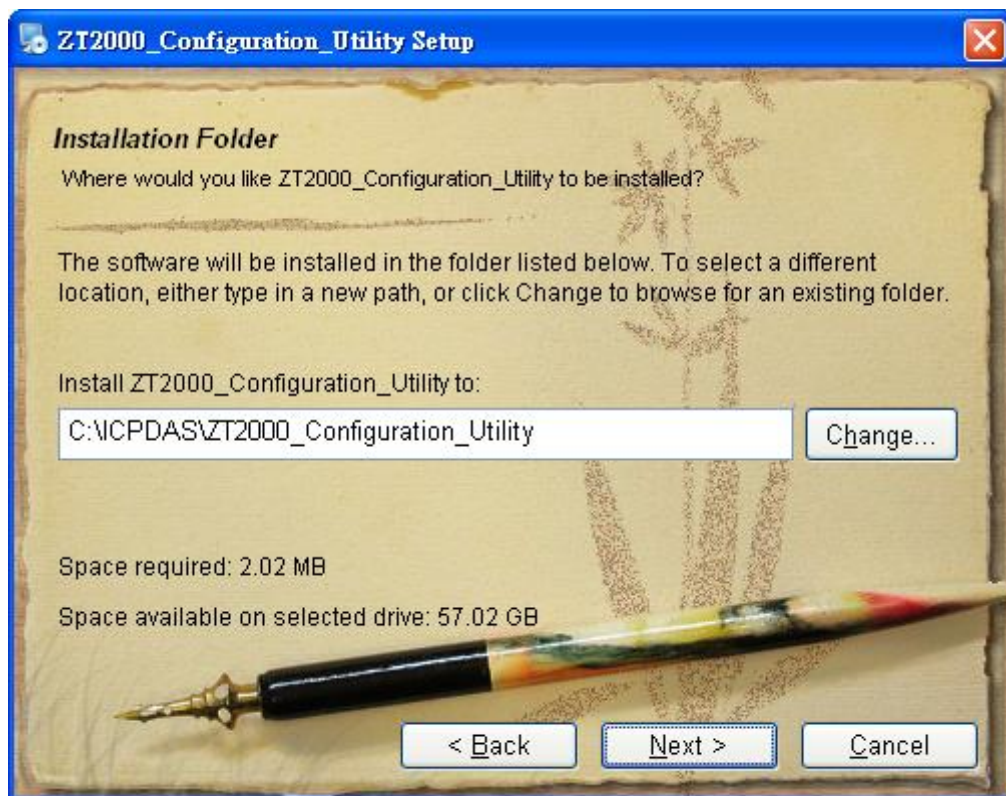 ZT2000_Configuration_Utility Setup
Installation Folder
Where would you like ZT2000_Configuration_Utility to be installed?
The software will be installed in the folder listed below. To select a different
location, either type in a new path, or click Change to browse for an existing folder.
Install ZT2000_Configuration_Utility to:
C:\ICPDAS\ZT2000_Configuration_Utility
Change...
Space required: 2.02 MB
Space available on selected drive: 57.02 GB
< Back
Next >
Cancel